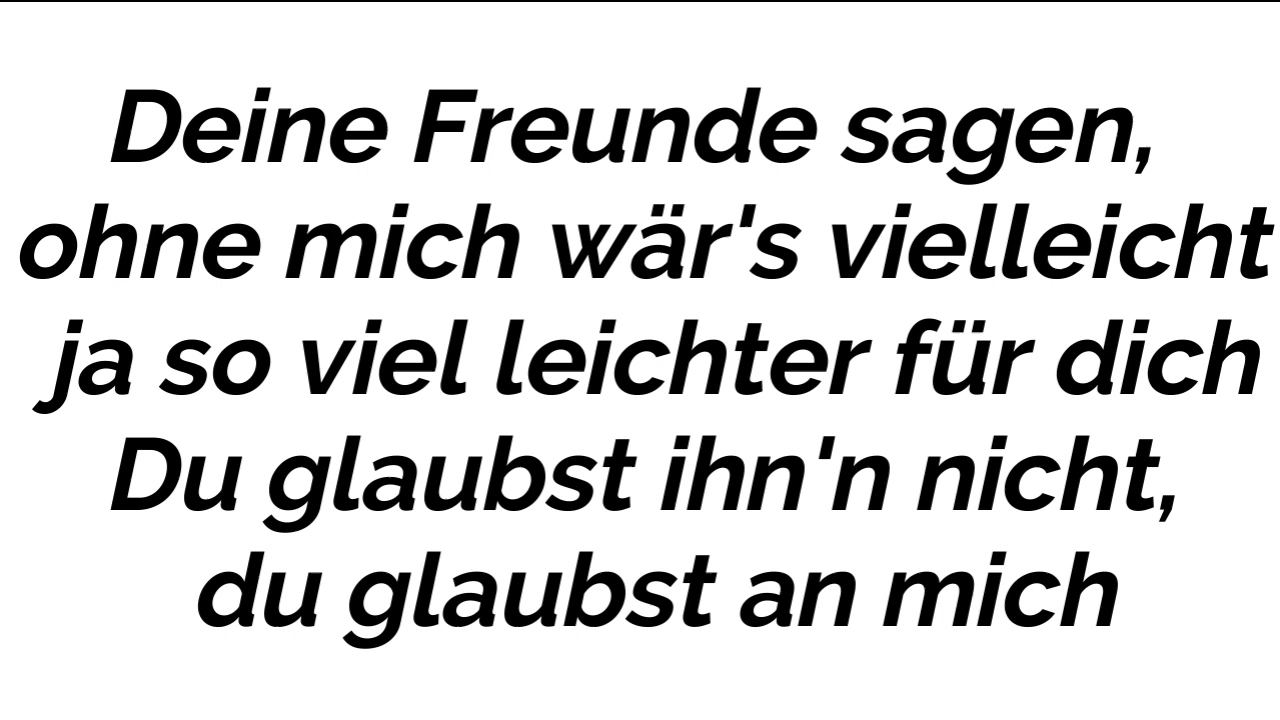 Deine Freunde sagen,
ohne mich wär's vielleicht
ja so viel leichter für dich
Du glaubst ihn'n nicht,
du glaubst an mich